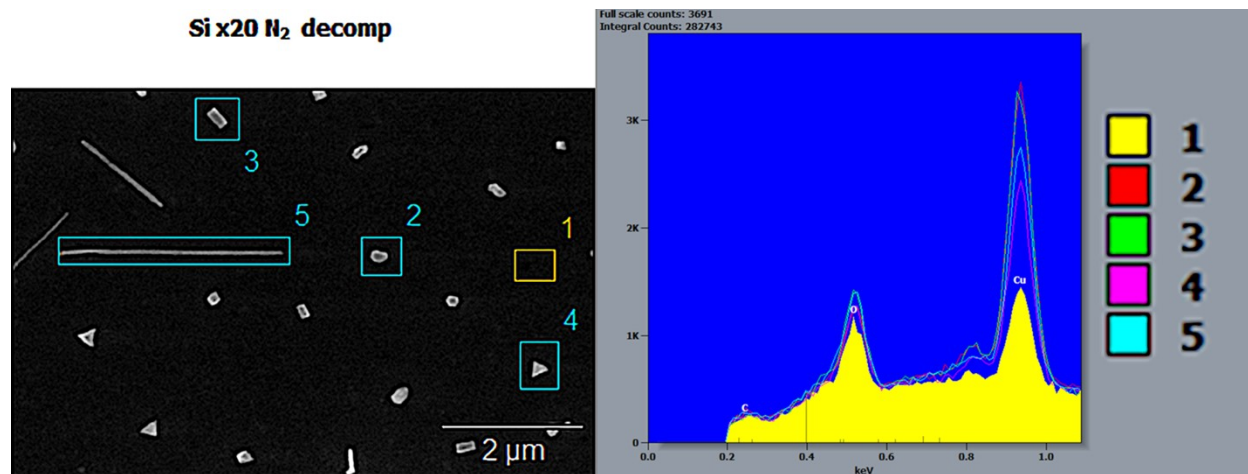 Si x20 N₂ decomp
3
5
2
1
4
2 µm
Full scale counts: 3691
Integral Counts: 282743
3K
2K
1K
0
C
O
Cu
0.0 0.2 0.4 0.6 0.8 1.0
keV
1
2
3
4
5